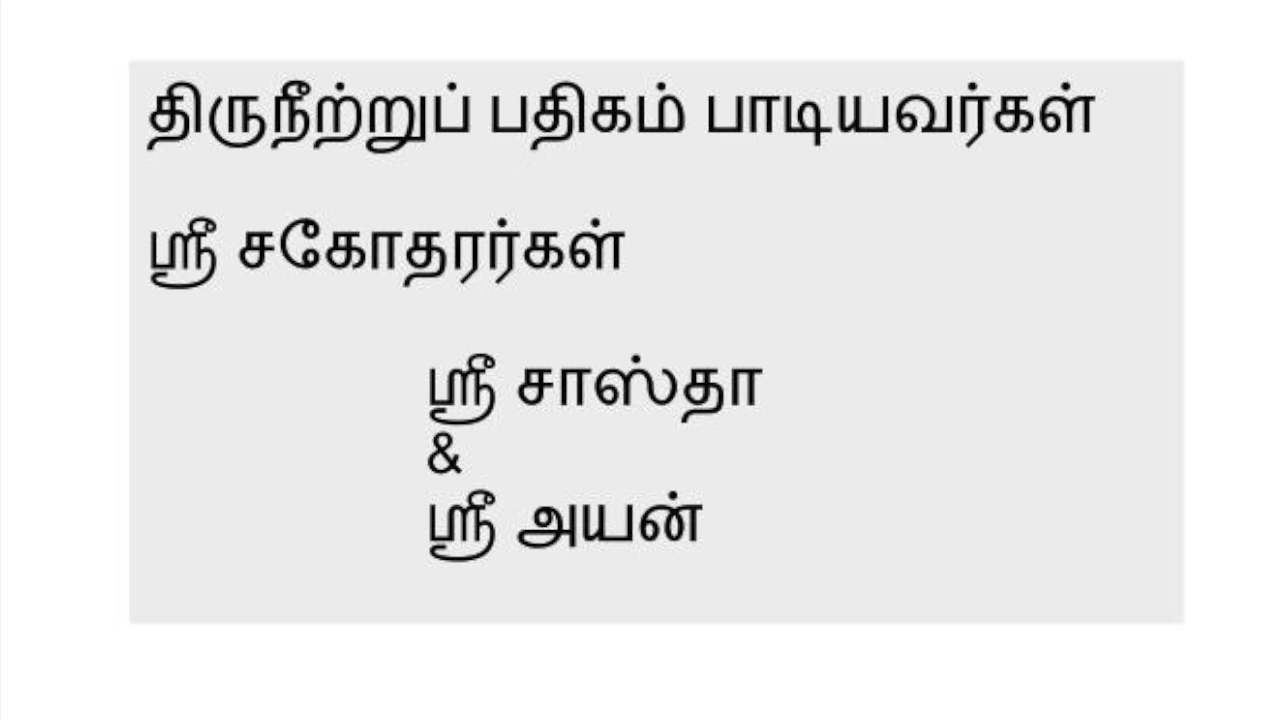 திருநீற்றுப் பதிகம் பாடியவர்கள்
ஸ்ரீ சகோதரர்கள்
ஸ்ரீ சாஸ்தா
&
ஸ்ரீ அயன்